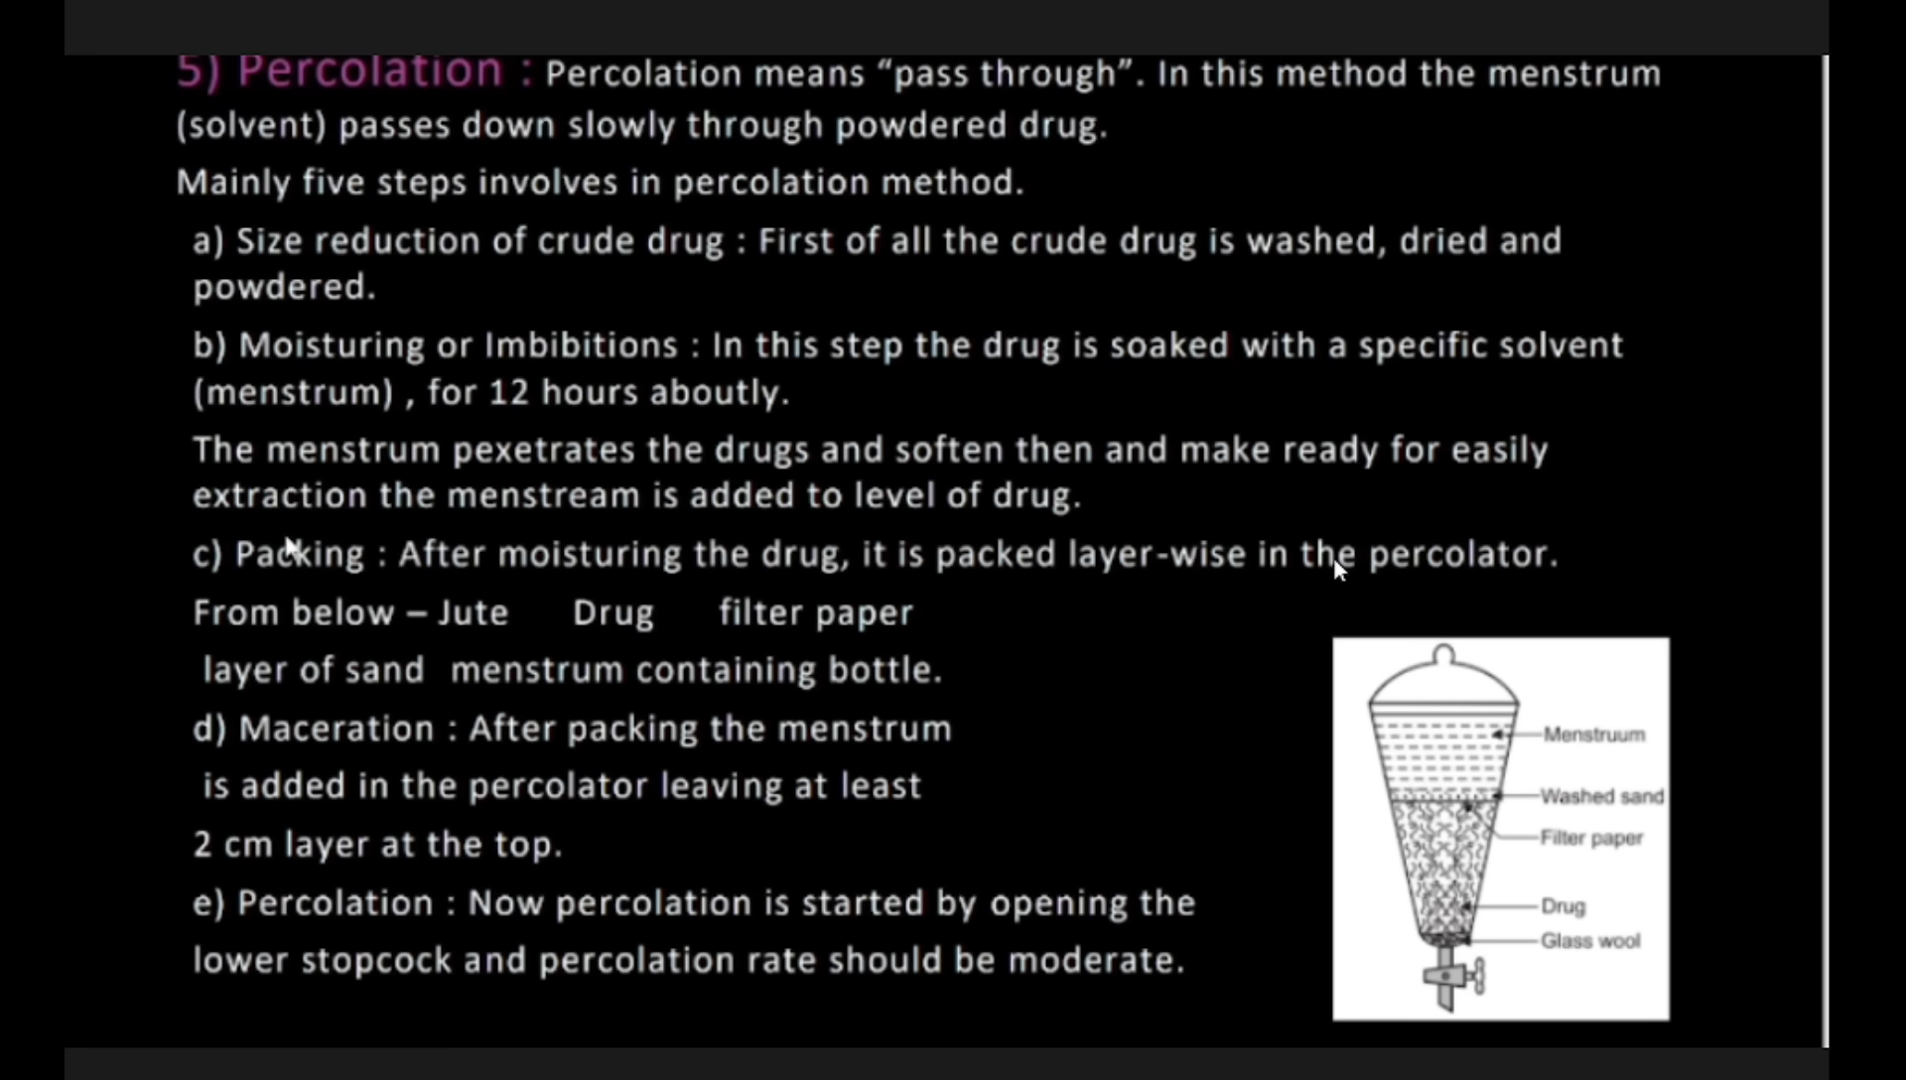 5) Percolation : Percolation means “pass through”. In this method the menstrum
(solvent) passes down slowly through powdered drug.
Mainly five steps involves in percolation method.
a) Size reduction of crude drug : First of all the crude drug is washed, dried and
powdered.
b) Moisturing or Imbibitions : In this step the drug is soaked with a specific solvent
(menstrum) , for 12 hours aboutly.
The menstrum pexetrates the drugs and soften then and make ready for easily
extraction the menstream is added to level of drug.
c) Packing : After moisturing the drug, it is packed layer-wise in the percolator.
From below – Jute Drug filter paper
layer of sand menstrum containing bottle.
d) Maceration : After packing the menstrum
is added in the percolator leaving at least
2 cm layer at the top.
e) Percolation : Now percolation is started by opening the
lower stopcock and percolation rate should be moderate.
Menstruum
Washed sand
Filter paper
Drug
Glass wool